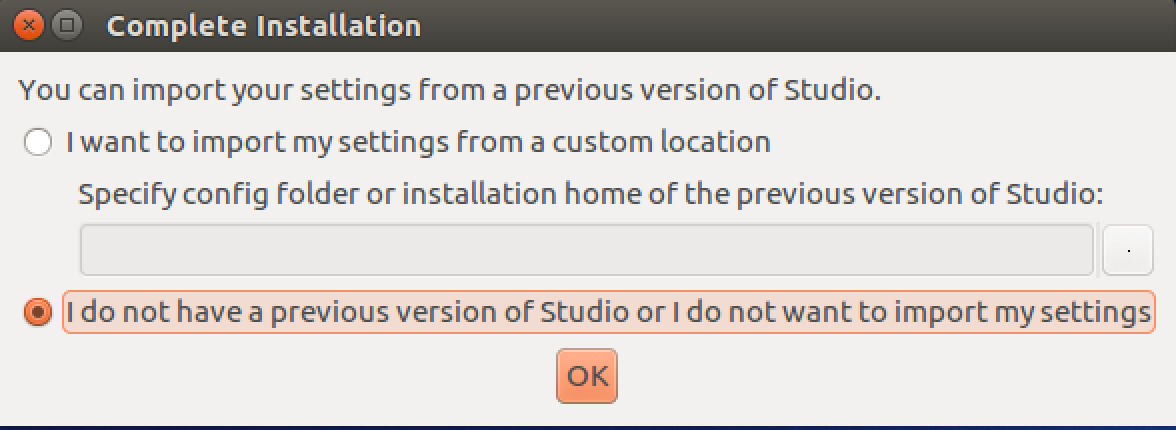 Complete Installation
You can import your settings from a previous version of Studio.
I want to import my settings from a custom location
Specify config folder or installation home of the previous version of Studio:
.
I do not have a previous version of Studio or I do not want to import my settings
OK